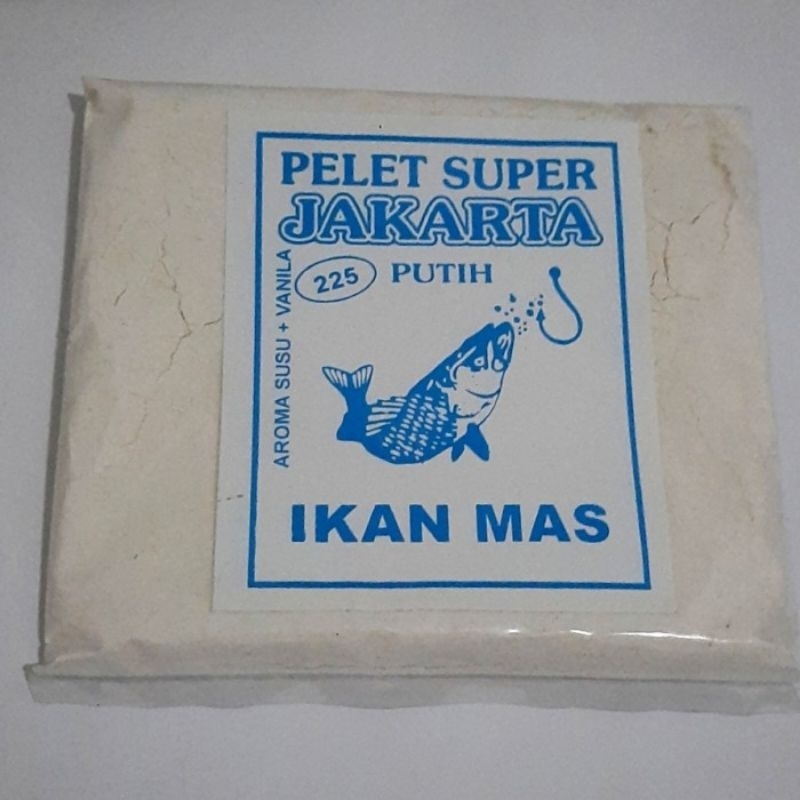 PELET SUPER
JAKARTA
225 PUTIH
AROMA SUSU + VANILA
IKAN MAS